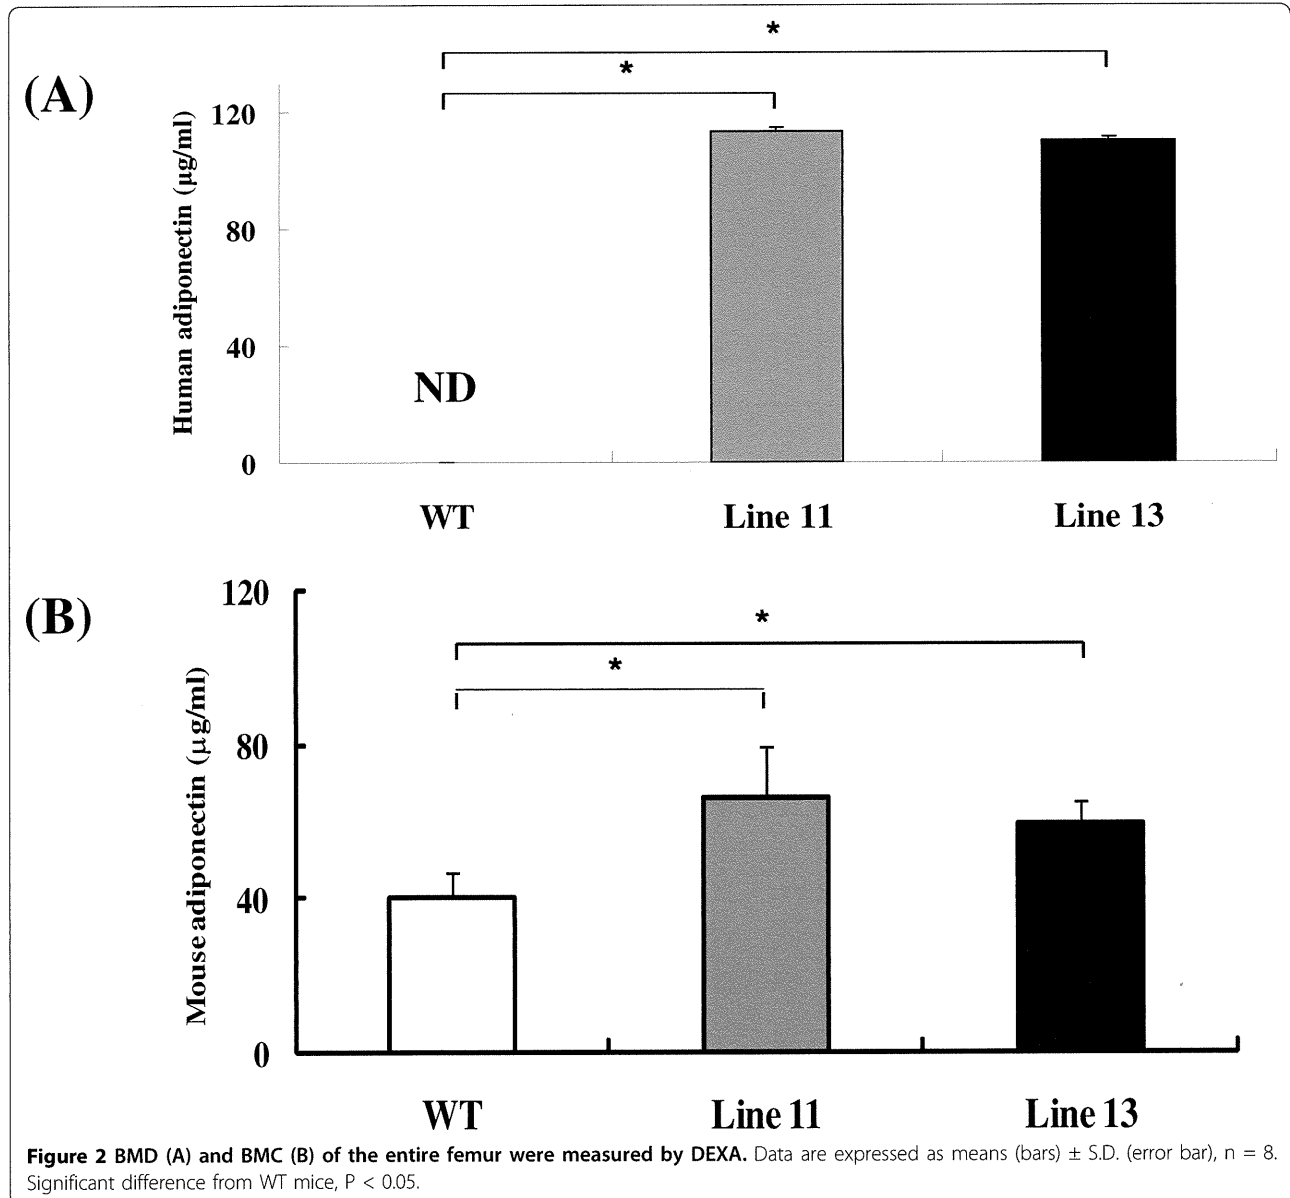 (A)
*
*
Human adiponectin (µg/ml)
120
80
40
0
ND
WT Line 11 Line 13
(B)
*
*
Mouse adiponectin (µg/ml)
120
80
40
0
WT Line 11 Line 13
Figure 2 BMD (A) and BMC (B) of the entire femur were measured by DEXA. Data are expressed as means (bars) ± S.D. (error bar), n = 8.
Significant difference from WT mice, P < 0.05.